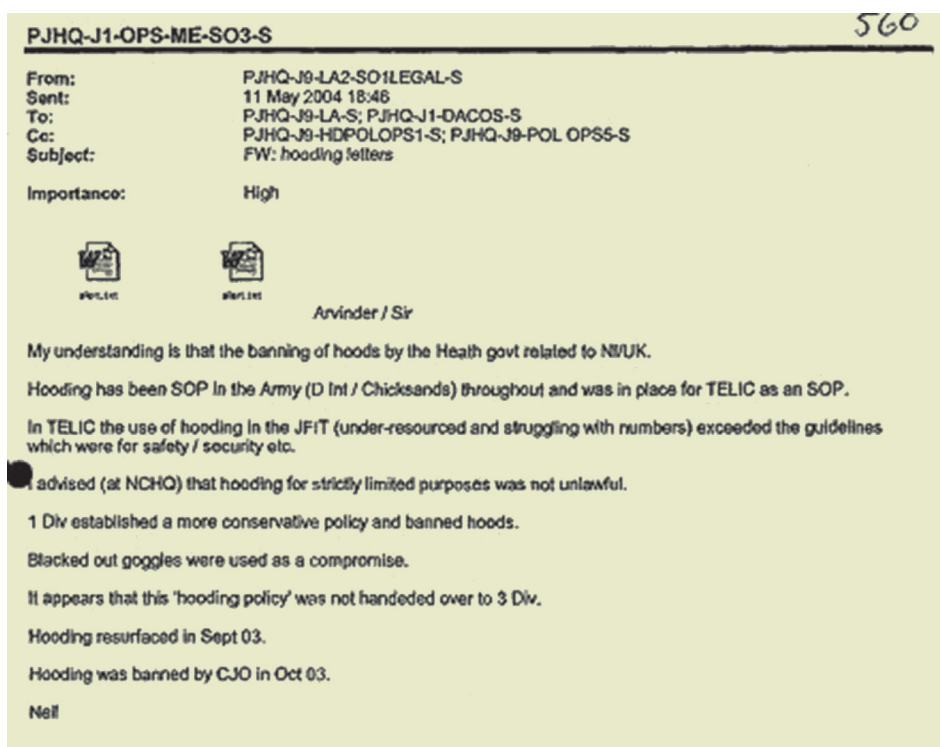 560
PJHQ-J1-OPS-ME-SO3-S
From: PJHQ-J9-LA2-SO1LEGAL-S
Sent: 11 May 2004 18:46
To: PJHQ-J9-LA-S; PJHQ-J1-DACOS-S
Cc: PJHQ-J9-HDPOLOPS1-S; PJHQ-J9-POL OPS5-S
Subject: FW: hooding letters
Importance: High
alert.txt alert.txt
Arvinder / Sir
My understanding is that the banning of hoods by the Heath govt related to NI/UK.
Hooding has been SOP in the Army (D Int / Chicksands) throughout and was in place for TELIC as an SOP.
In TELIC the use of hooding in the JFIT (under-resourced and struggling with numbers) exceeded the guidelines
which were for safety / security etc.
I advised (at NCHQ) that hooding for strictly limited purposes was not unlawful.
1 Div established a more conservative policy and banned hoods.
Blacked out goggles were used as a compromise.
It appears that this 'hooding policy' was not handeded over to 3 Div.
Hooding resurfaced in Sept 03.
Hooding was banned by CJO in Oct 03.
Neil